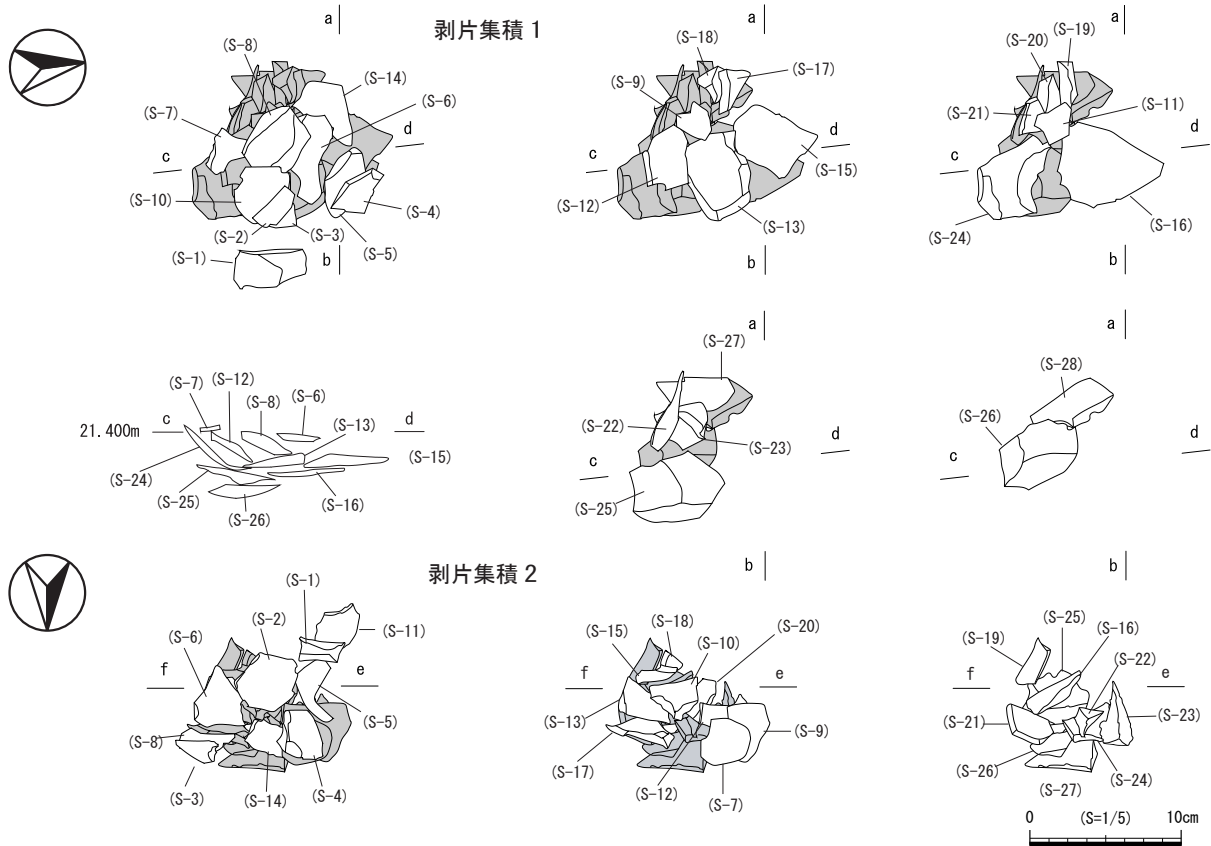 剥片集積1
a
(S-8)
(S-14)
(S-6)
(S-7)
d
c
(S-10)
(S-4)
(S-2)
(S-3)
(S-5)
(S-1)
b
a
(S-18)
(S-17)
(S-9)
d
c
(S-15)
(S-12)
(S-13)
b
a
(S-19)
(S-20)
(S-21)
(S-11)
d
c
(S-24)
(S-16)
b
(S-7)
(S-12)
(S-8)
(S-6)
(S-13)
21.400m
c
d
(S-15)
(S-24)
(S-25)
(S-16)
(S-26)
a
(S-27)
(S-22)
(S-23)
d
c
(S-25)
b
a
(S-28)
(S-26)
d
c
b
剥片集積2
(S-1)
(S-2)
(S-11)
(S-6)
f
e
(S-5)
(S-8)
(S-3)
(S-14)
(S-4)
(S-18)
(S-15)
(S-10)
(S-20)
f
e
(S-13)
(S-9)
(S-17)
(S-12)
(S-7)
(S-25)
(S-19)
(S-16)
(S-22)
f
e
(S-21)
(S-23)
(S-26)
(S-24)
(S-27)
0
(S=1/5)
10cm